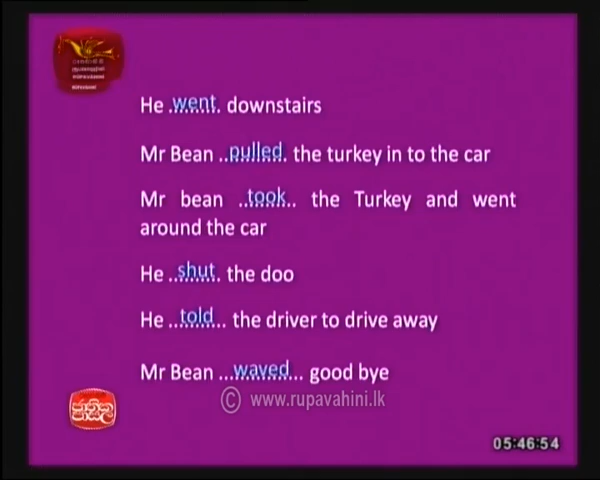 He ..went.. downstairs
Mr Bean ..pulled.. the turkey in to the car
Mr bean ..took.. the Turkey and went
around the car
He ..shut.. the doo
He ...told... the driver to drive away
Mr Bean ...waved... good bye
© www.rupavahini.lk
05:46:54